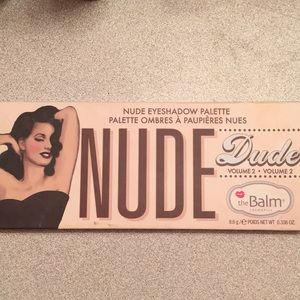 NUDE EYESHADOW PALETTE
PALETTE OMBRES À PAUPIÈRES NUES
NUDE
Dude
VOLUME 2 • VOLUME 2
the Balm®
9.6 g/℮ POIDS NET WT 0.336 OZ.